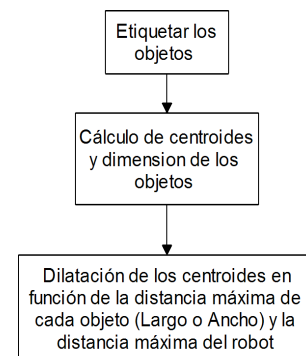 Etiquetar los
objetos
Cálculo de centroides
y dimension de los
objetos
Dilatación de los centroides en
función de la distancia máxima de
cada objeto (Largo o Ancho) y la
distancia máxima del robot